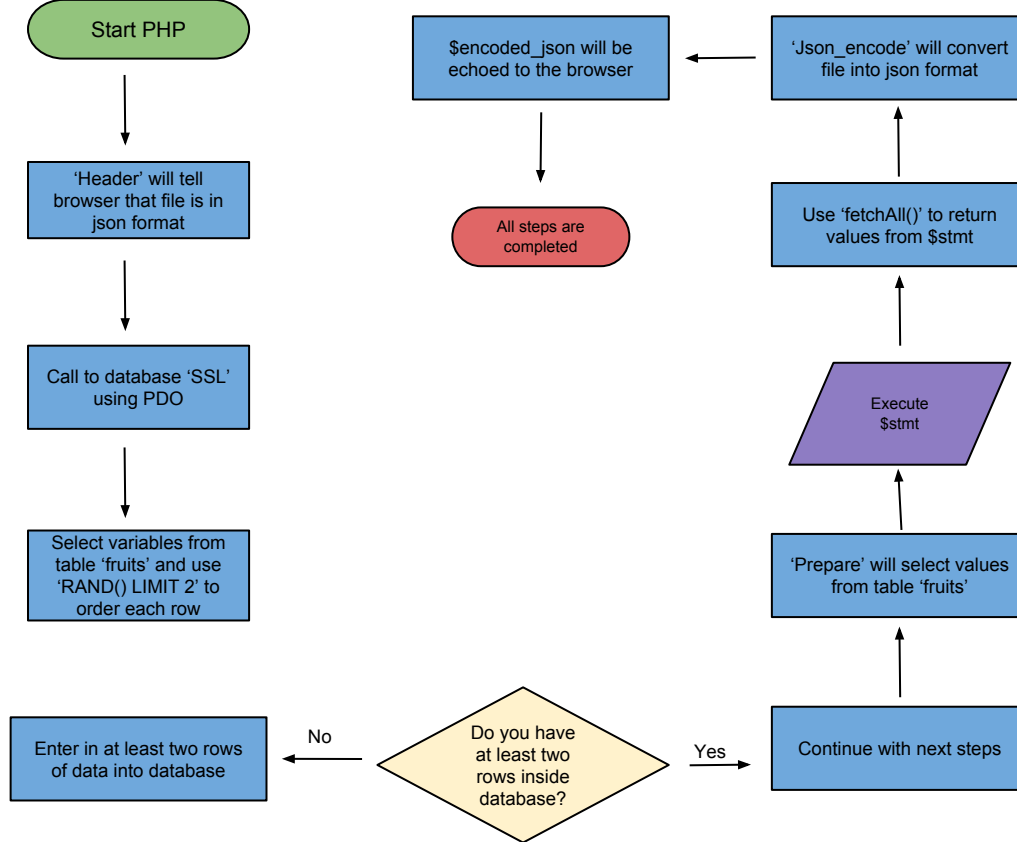 Start PHP
‘Header’ will tell
browser that file is in
json format
Call to database ‘SSL’
using PDO
Select variables from
table ‘fruits’ and use
‘RAND() LIMIT 2’ to
order each row
Enter in at least two rows
of data into database
No
Do you have
at least two
rows inside
database?
Yes
Continue with next steps
‘Prepare’ will select values
from table ‘fruits’
Execute
$stmt
Use ‘fetchAll()’ to return
values from $stmt
‘Json_encode’ will convert
file into json format
$encoded_json will be
echoed to the browser
All steps are
completed